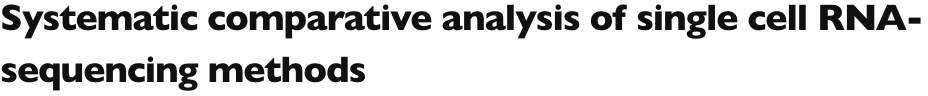 Systematic comparative analysis of single cell RNA-
sequencing methods